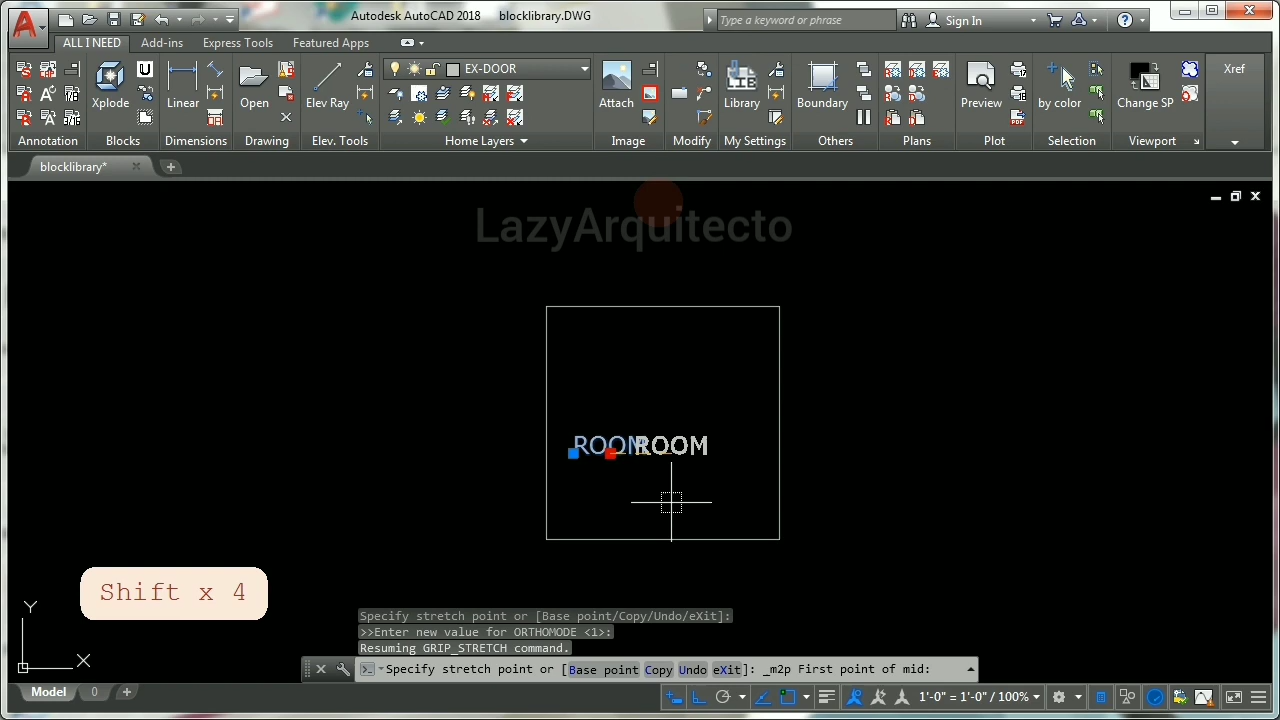 Autodesk AutoCAD 2018 blocklibrary.DWG
Type a keyword or phrase
Sign In
ALL I NEED Add-ins Express Tools Featured Apps
EX-DOOR
Xplode Linear Open Elev Ray Attach Library Boundary Preview by color Change SP Xref
Annotation Blocks Dimensions Drawing Elev. Tools Home Layers Image Modify My Settings Others Plans Plot Selection Viewport
blocklibrary*
LazyArquitecto
ROOM ROOM
Shift x 4
Y
X
Specify stretch point or [Base point/Copy/Undo/eXit]:
>>Enter new value for ORTHOMODE <1>:
Resuming GRIP_STRETCH command.
Specify stretch point or [Base point Copy Undo eXit]: _m2p First point of mid:
Model 0
1'-0" = 1'-0" / 100%